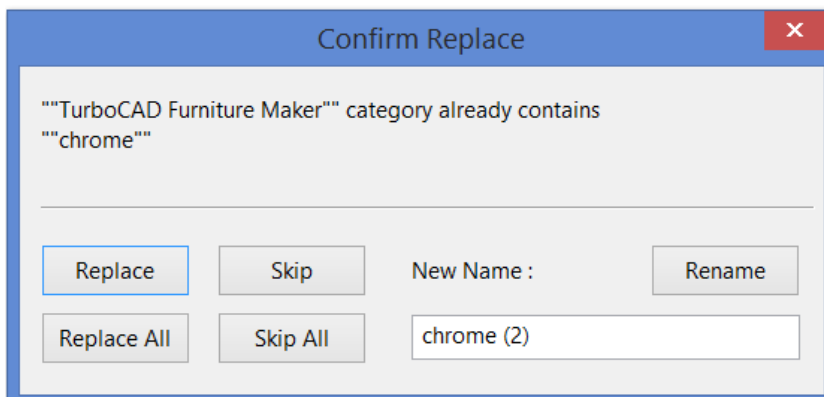 Confirm Replace
""TurboCAD Furniture Maker"" category already contains
""chrome""
Replace
Skip
New Name :
Rename
Replace All
Skip All
chrome (2)